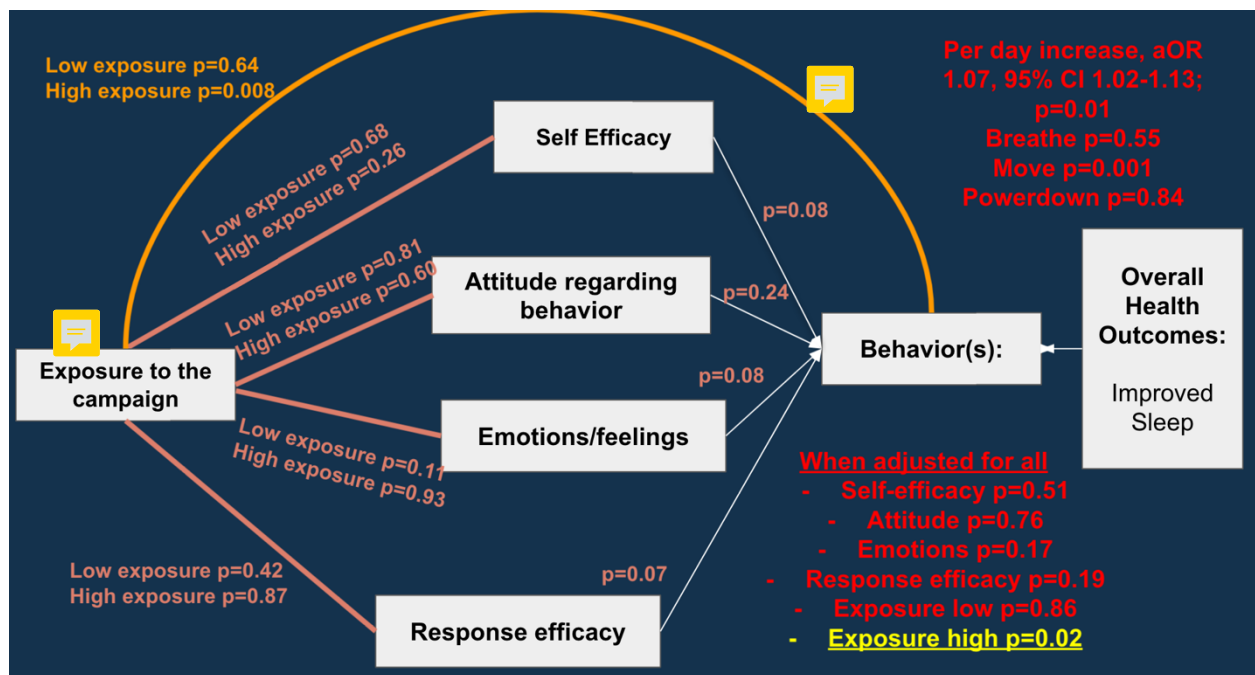 Low exposure p=0.64
High exposure p=0.008
Per day increase, aOR
1.07, 95% CI 1.02-1.13;
p=0.01
Breathe p=0.55
Move p=0.001
Powerdown p=0.84
Self Efficacy
Low exposure p=0.68
High exposure p=0.26
p=0.08
Low exposure p=0.81
High exposure p=0.60
Attitude regarding
behavior
p=0.24
Overall
Health
Outcomes:
Improved
Sleep
Exposure to the
campaign
Behavior(s):
p=0.08
Low exposure p=0.11
High exposure p=0.93
Emotions/feelings
When adjusted for all
- Self-efficacy p=0.51
- Attitude p=0.76
- Emotions p=0.17
- Response efficacy p=0.19
- Exposure low p=0.86
- Exposure high p=0.02
Low exposure p=0.42
High exposure p=0.87
p=0.07
Response efficacy